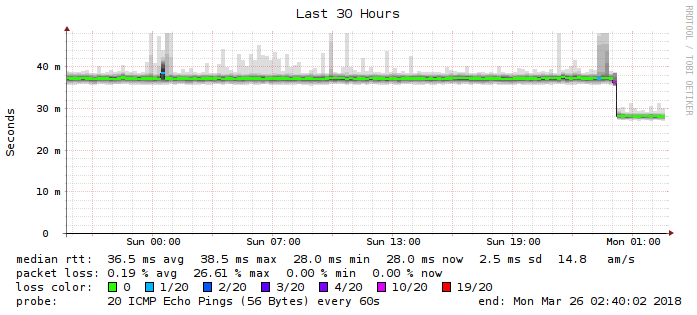 Last 30 Hours
RRDTOOL / TOBI OETIKER
Seconds
40 m
30 m
20 m
10 m
0
Sun 00:00 Sun 07:00 Sun 13:00 Sun 19:00 Mon 01:00
median rtt: 36.5 ms avg 38.5 ms max 28.0 ms min 28.0 ms now 2.5 ms sd 14.8 am/s
packet loss: 0.19 % avg 26.61 % max 0.00 % min 0.00 % now
loss color: 0 1/20 2/20 3/20 4/20 10/20 19/20
probe: 20 ICMP Echo Pings (56 Bytes) every 60s end: Mon Mar 26 02:40:02 2018